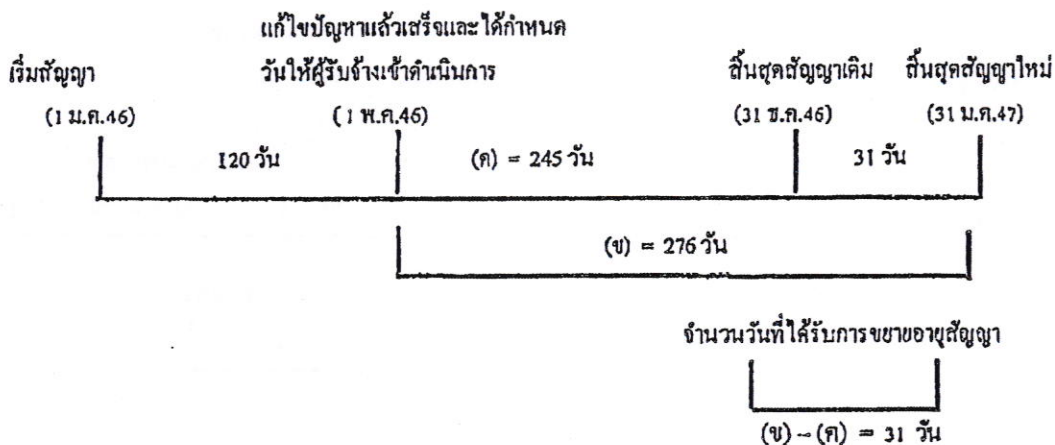 แก้ไขปัญหาแล้วเสร็จและได้กำหนด
เริ่มสัญญา วันให้ผู้รับจ้างเข้าดำเนินการ สิ้นสุดสัญญาเดิม สิ้นสุดสัญญาใหม่
(1 ม.ค.46) (1 พ.ค.46) (31 ธ.ค.46) (31 ม.ค.47)
120 วัน (ค) = 245 วัน 31 วัน
(ข) = 276 วัน
จำนวนวันที่ได้รับการขยายอายุสัญญา
(ข) – (ค) = 31 วัน